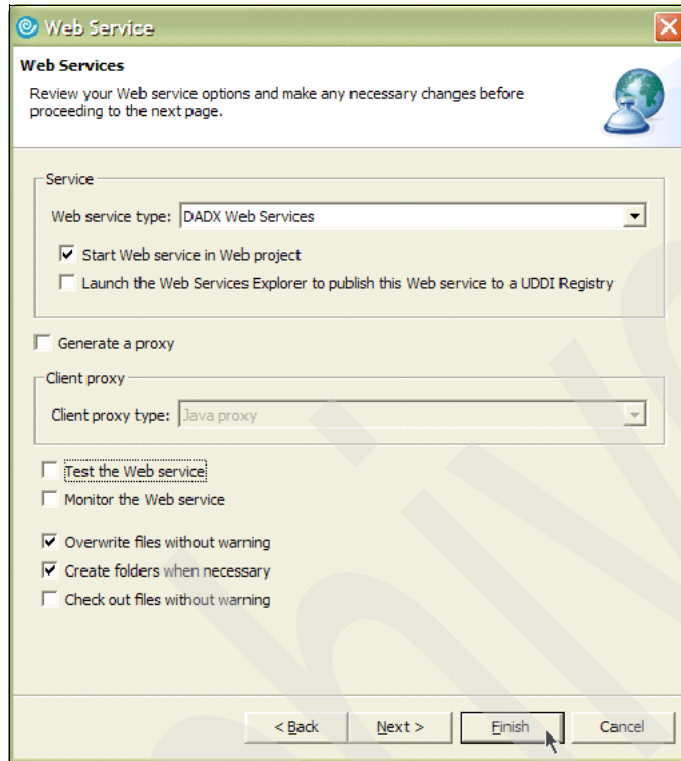 Web Service
Web Services
Review your Web service options and make any necessary changes before
proceeding to the next page.
Service
Web service type: DADX Web Services
Start Web service in Web project
Launch the Web Services Explorer to publish this Web service to a UDDI Registry
Generate a proxy
Client proxy
Client proxy type: Java proxy
Test the Web service
Monitor the Web service
Overwrite files without warning
Create folders when necessary
Check out files without warning
< Back Next > Finish Cancel